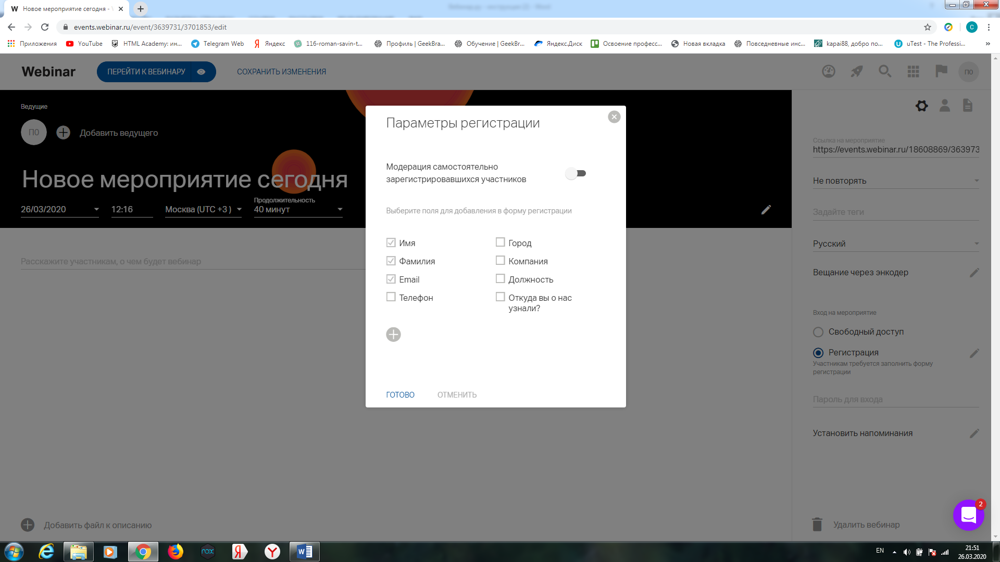 Новое мероприятие сегодня -
events.webinar.ru/event/3639731/3701853/edit
C
Приложения
YouTube
HTML Academy: ин...
Telegram Web
Яндекс
116-roman-savin-t...
Профиль | GeekBra...
Обучение | GeekBr...
Яндекс.Диск
Освоение професс...
Новая вкладка
Повседневные инс...
kapai88, добро по...
uTest - The Professi...
»
Webinar
ПЕРЕЙТИ К ВЕБИНАРУ
СОХРАНИТЬ ИЗМЕНЕНИЯ
П0
Ведущие
П0
Добавить ведущего
Новое мероприятие сегодня
Продолжительность
26/03/2020
12:16
Москва (UTC +3 )
40 минут
Расскажите участникам, о чем будет вебинар
Добавить файл к описанию
Параметры регистрации
Модерация самостоятельно
зарегистрировавшихся участников
Выберите поля для добавления в форму регистрации
Имя
Город
Фамилия
Компания
Email
Должность
Телефон
Откуда вы о нас
узнали?
ГОТОВО
ОТМЕНИТЬ
Ссылка на мероприятие
https://events.webinar.ru/18608869/363973
Не повторять
Задайте теги
Русский
Вещание через энкодер
Вход на мероприятие
Свободный доступ
Регистрация
Участникам требуется заполнить форму
регистрации
Пароль для входа
Установить напоминания
Удалить вебинар
2
EN
21:51
26.03.2020